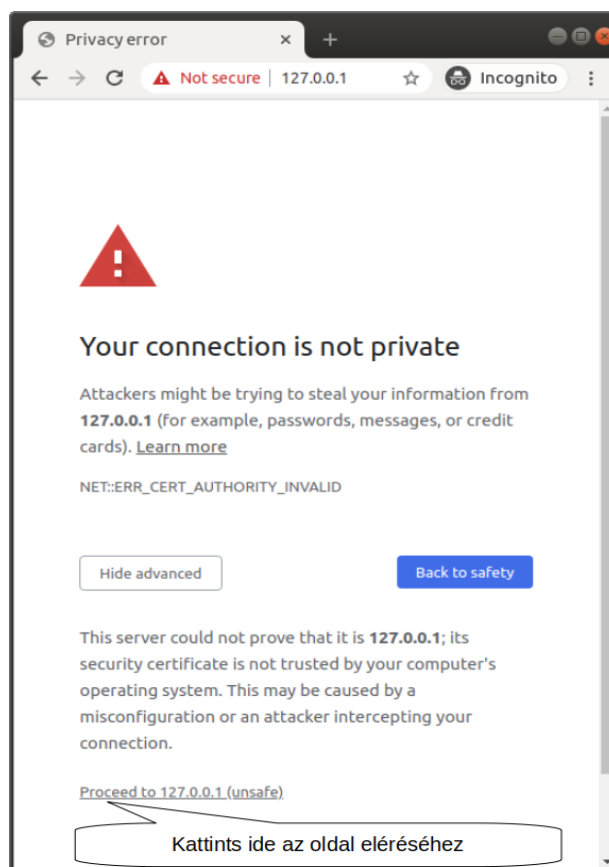 Privacy error
Not secure 127.0.0.1 Incognito
Your connection is not private
Attackers might be trying to steal your information from
127.0.0.1 (for example, passwords, messages, or credit
cards). Learn more
NET::ERR_CERT_AUTHORITY_INVALID
Hide advanced Back to safety
This server could not prove that it is 127.0.0.1; its
security certificate is not trusted by your computer's
operating system. This may be caused by a
misconfiguration or an attacker intercepting your
connection.
Proceed to 127.0.0.1 (unsafe)
Kattints ide az oldal eléréséhez